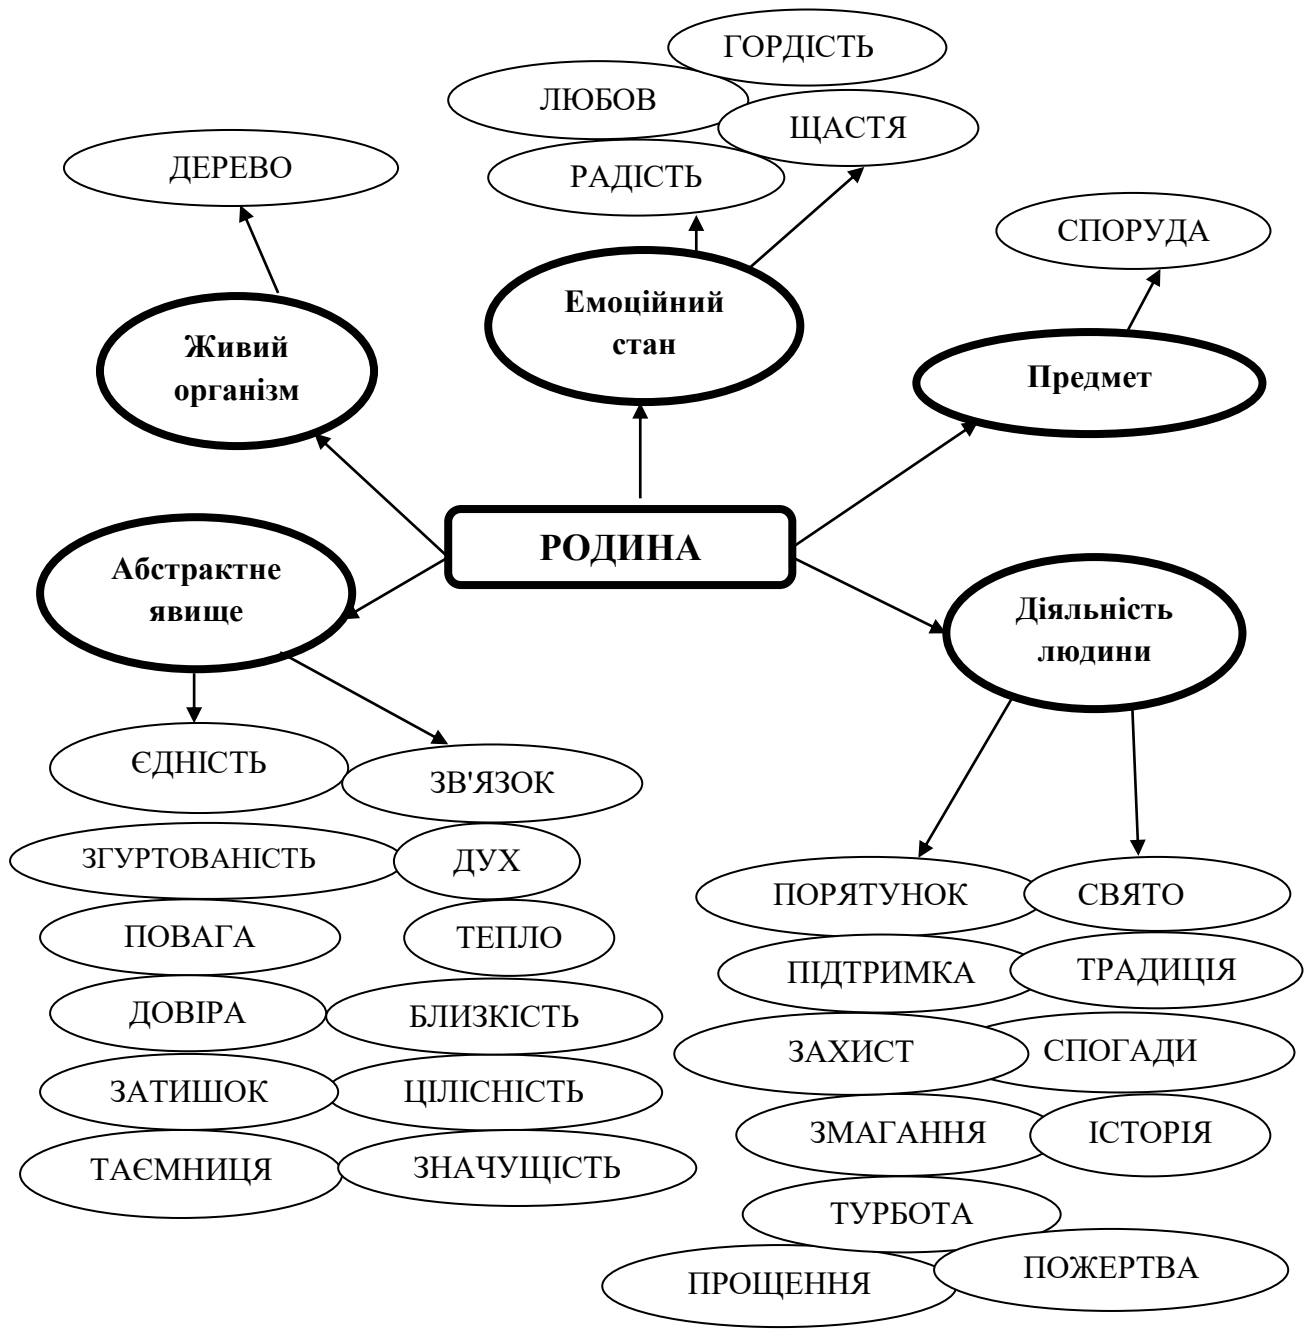 ГОРДІСТЬ
ЛЮБОВ
ЩАСТЯ
ДЕРЕВО
РАДІСТЬ
СПОРУДА
Емоційний
стан
Живий
організм
Предмет
РОДИНА
Абстрактне
явище
Діяльність
людини
ЄДНІСТЬ
ЗВ'ЯЗОК
ЗГУРТОВАНІСТЬ
ДУХ
ПОВАГА
ТЕПЛО
ДОВІРА
БЛИЗКІСТЬ
ЗАТИШОК
ЦІЛІСНІСТЬ
ТАЄМНИЦЯ
ЗНАЧУЩІСТЬ
ПОРЯТУНОК
СВЯТО
ПІДТРИМКА
ТРАДИЦІЯ
ЗАХИСТ
СПОГАДИ
ЗМАГАННЯ
ІСТОРІЯ
ТУРБОТА
ПРОЩЕННЯ
ПОЖЕРТВА